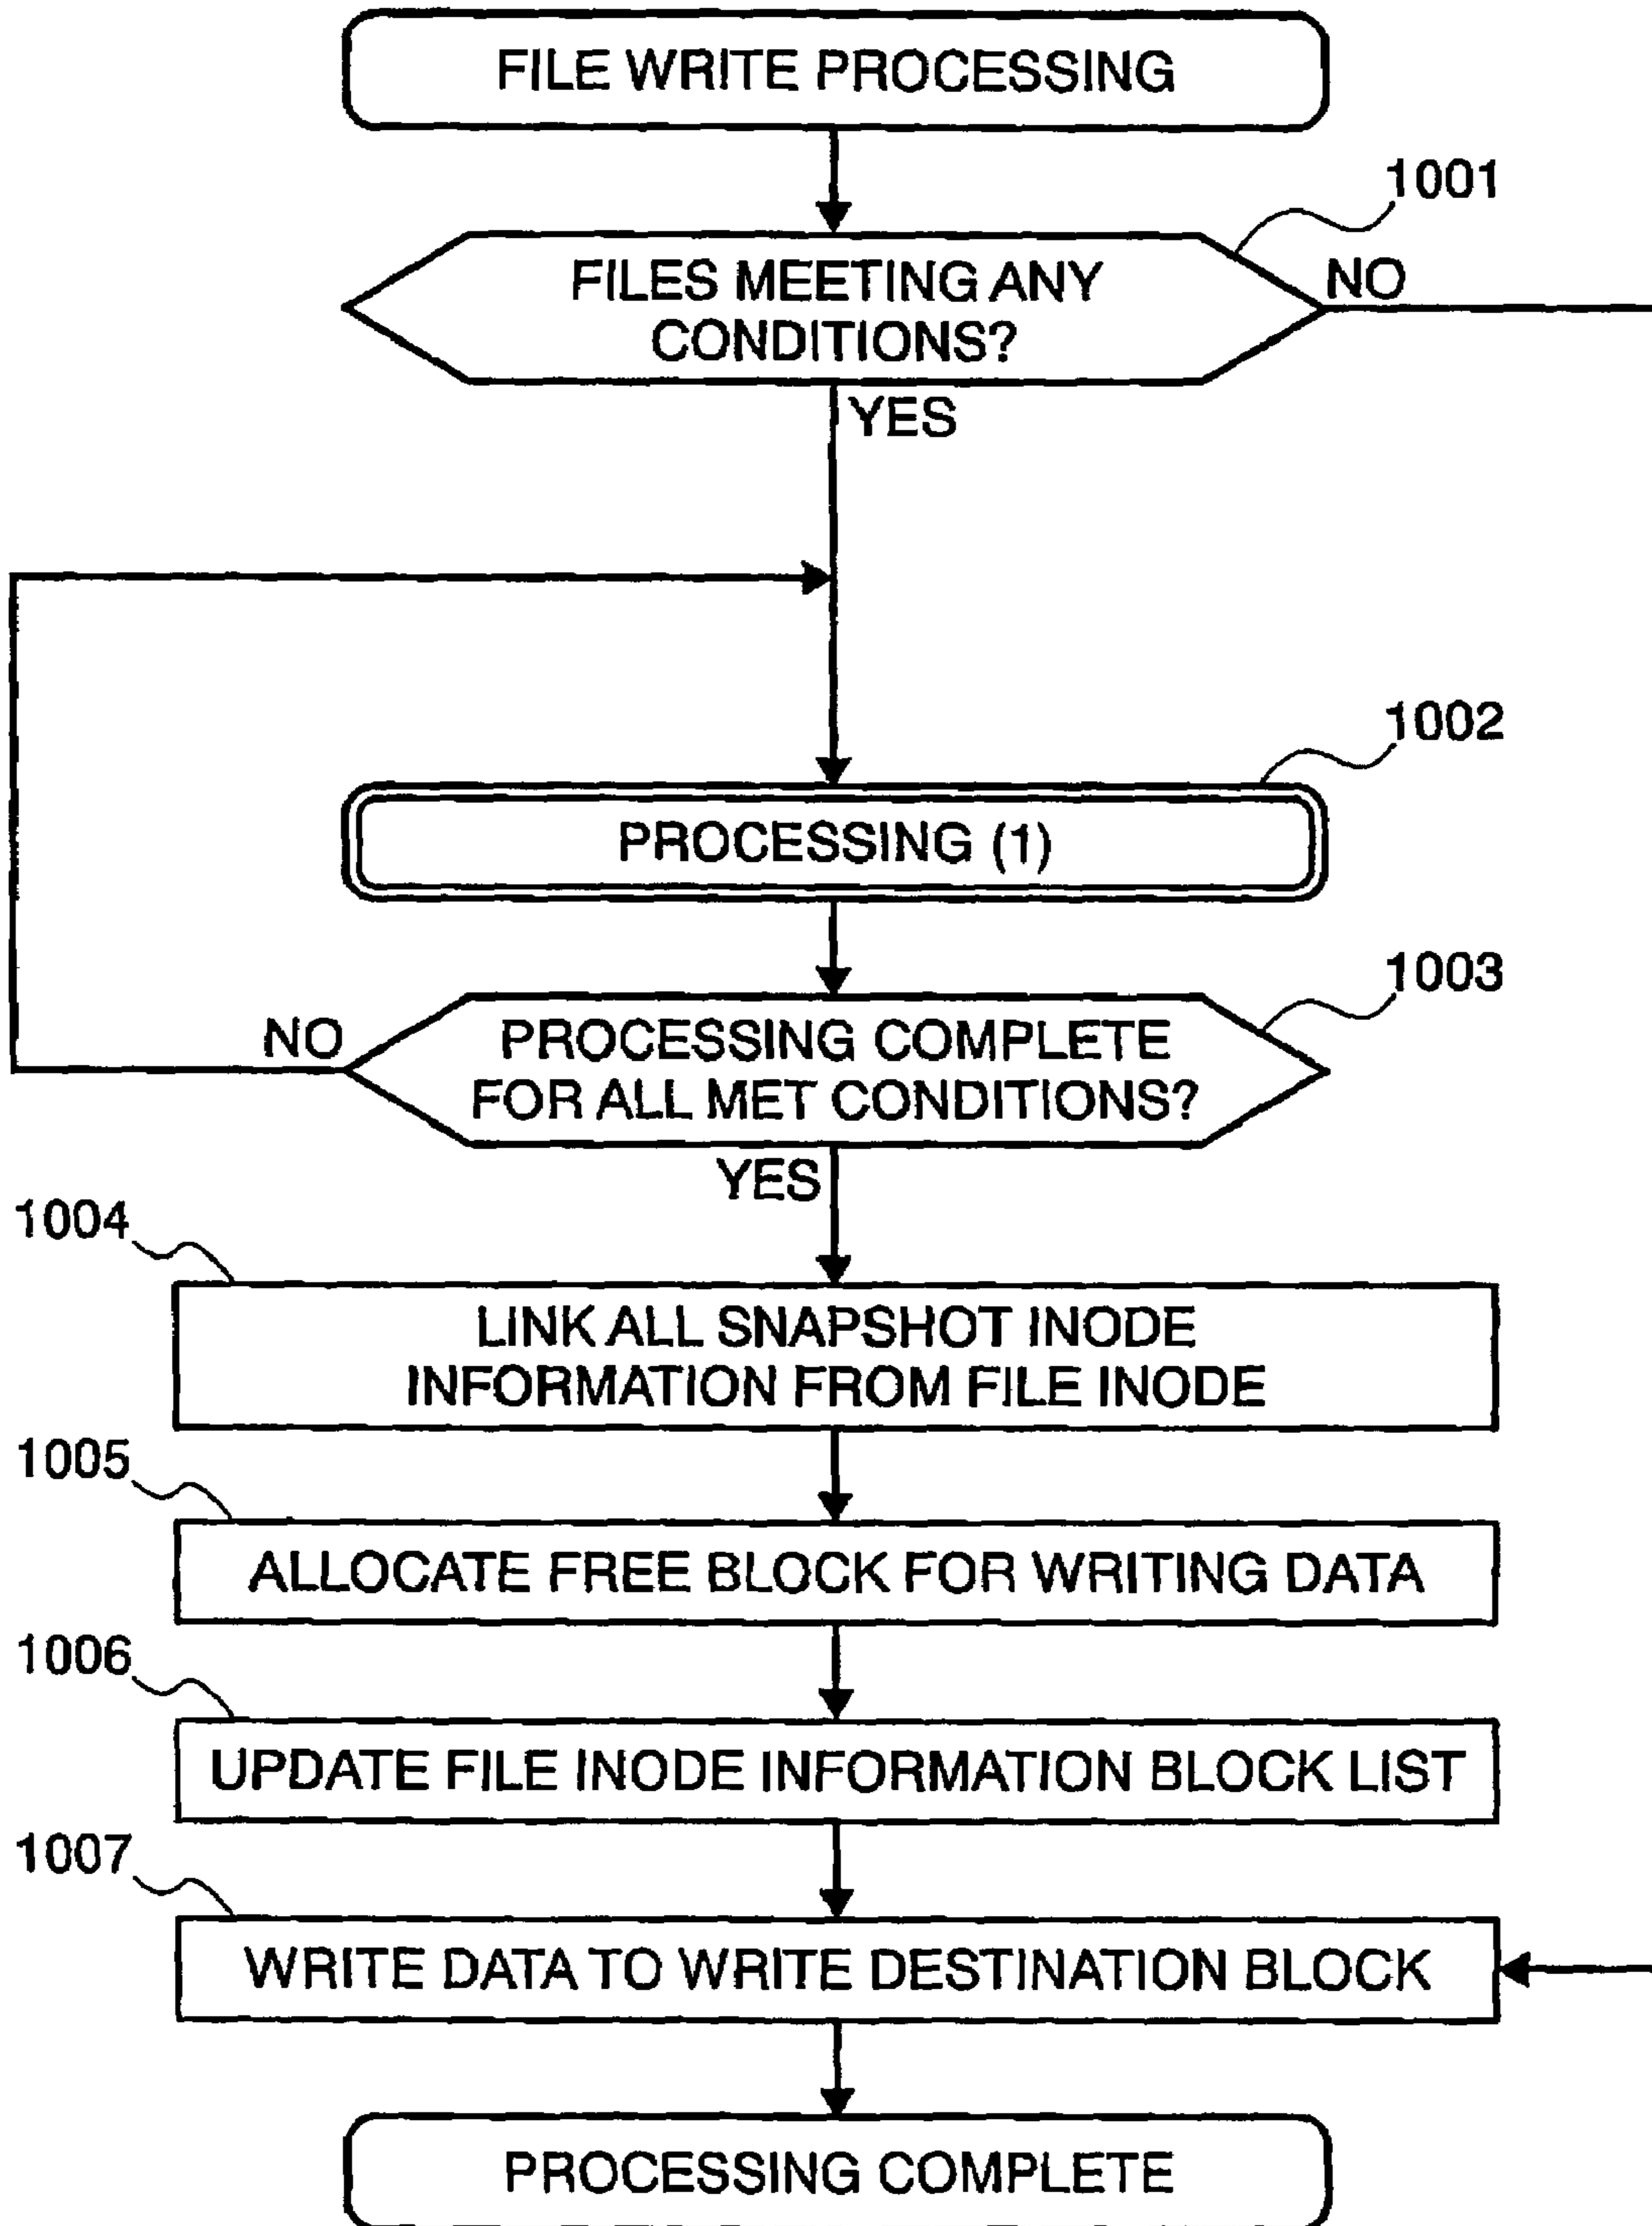 FILE WRITE PROCESSING
1001
FILES MEETING ANY
CONDITIONS?
NO
YES
1002
PROCESSING (1)
1003
NO
PROCESSING COMPLETE
FOR ALL MET CONDITIONS?
YES
1004
LINK ALL SNAPSHOT INODE
INFORMATION FROM FILE INODE
1005
ALLOCATE FREE BLOCK FOR WRITING DATA
1006
UPDATE FILE INODE INFORMATION BLOCK LIST
1007
WRITE DATA TO WRITE DESTINATION BLOCK
PROCESSING COMPLETE